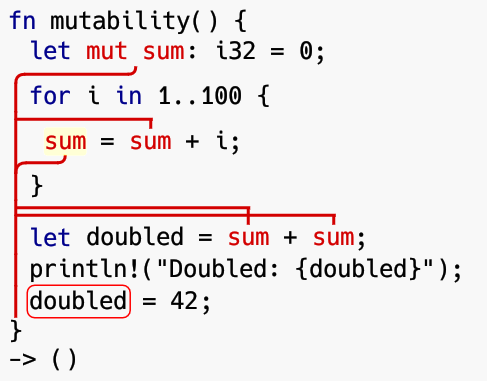 fn mutability() {
let mut sum: i32 = 0;
for i in 1..100 {
sum = sum + i;
}
let doubled = sum + sum;
println!("Doubled: {doubled}");
doubled = 42;
}
-> ()